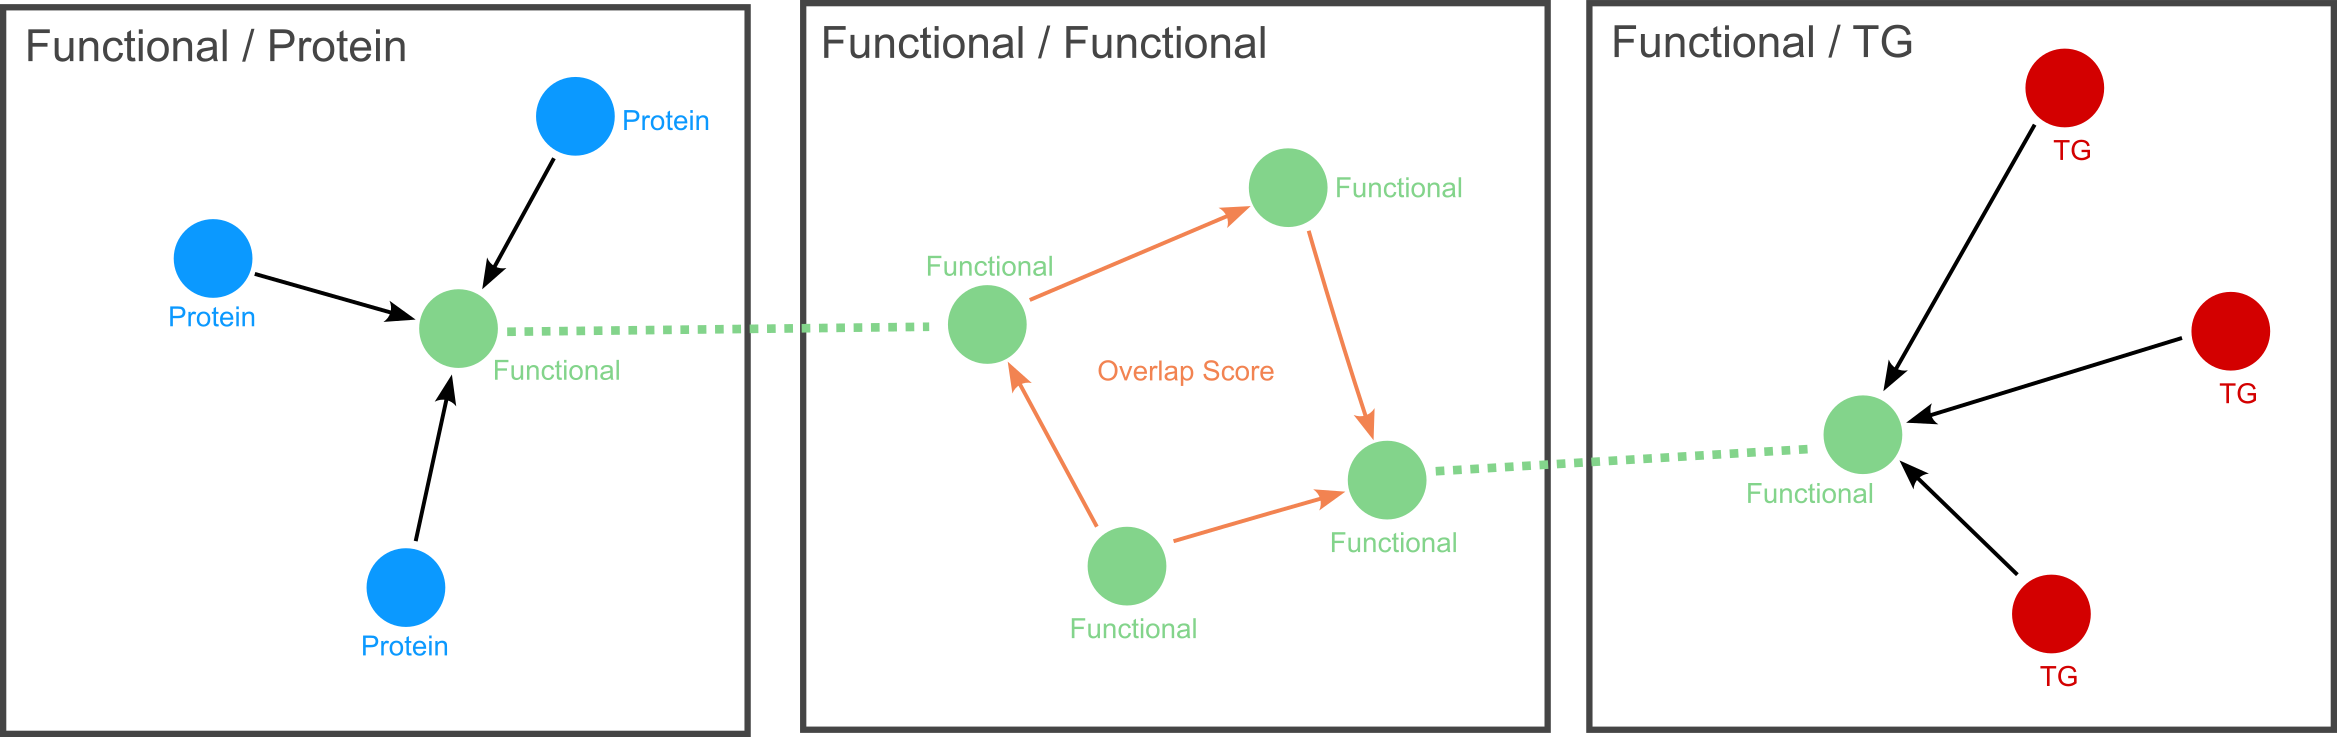 Functional / Protein
Protein
Protein
Functional
Protein
Functional / Functional
Functional
Functional
Overlap Score
Functional
Functional
Functional / TG
TG
TG
Functional
TG